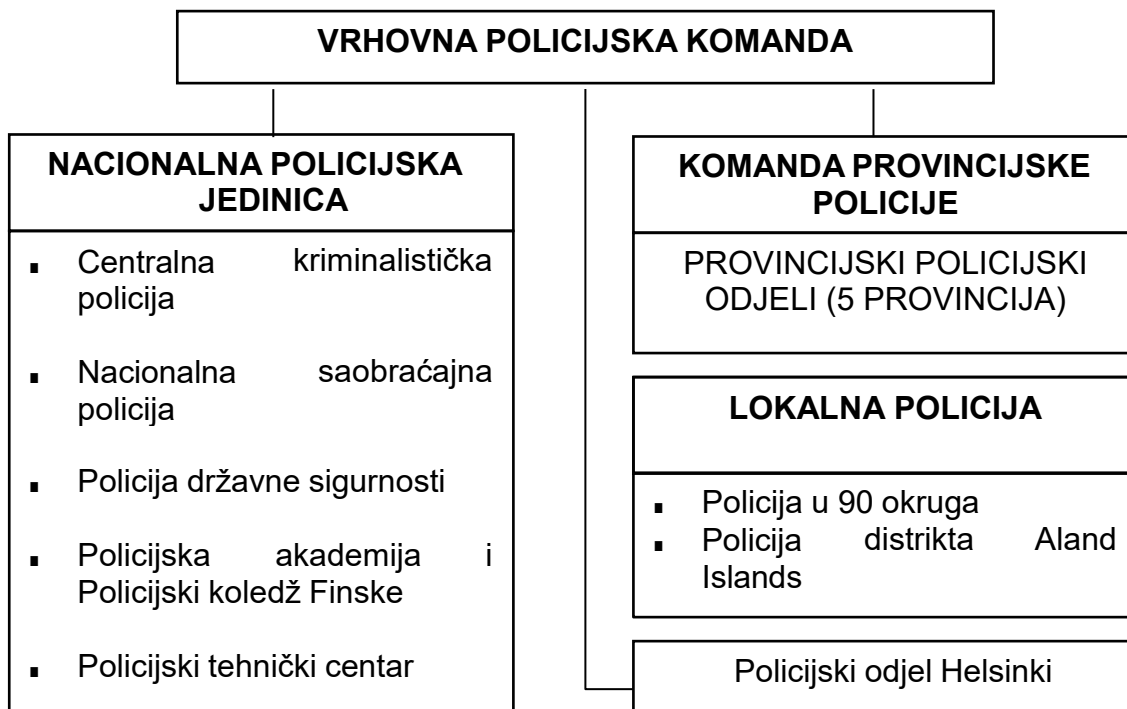 VRHOVNA POLICIJSKA KOMANDA
NACIONALNA POLICIJSKA
JEDINICA
▪ Centralna kriminalistička
policija
▪ Nacionalna saobraćajna
policija
▪ Policija državne sigurnosti
▪ Policijska akademija i
Policijski koledž Finske
▪ Policijski tehnički centar
KOMANDA PROVINCIJSKE
POLICIJE
PROVINCIJSKI POLICIJSKI
ODJELI (5 PROVINCIJA)
LOKALNA POLICIJA
▪ Policija u 90 okruga
▪ Policija distrikta Aland
Islands
Policijski odjel Helsinki